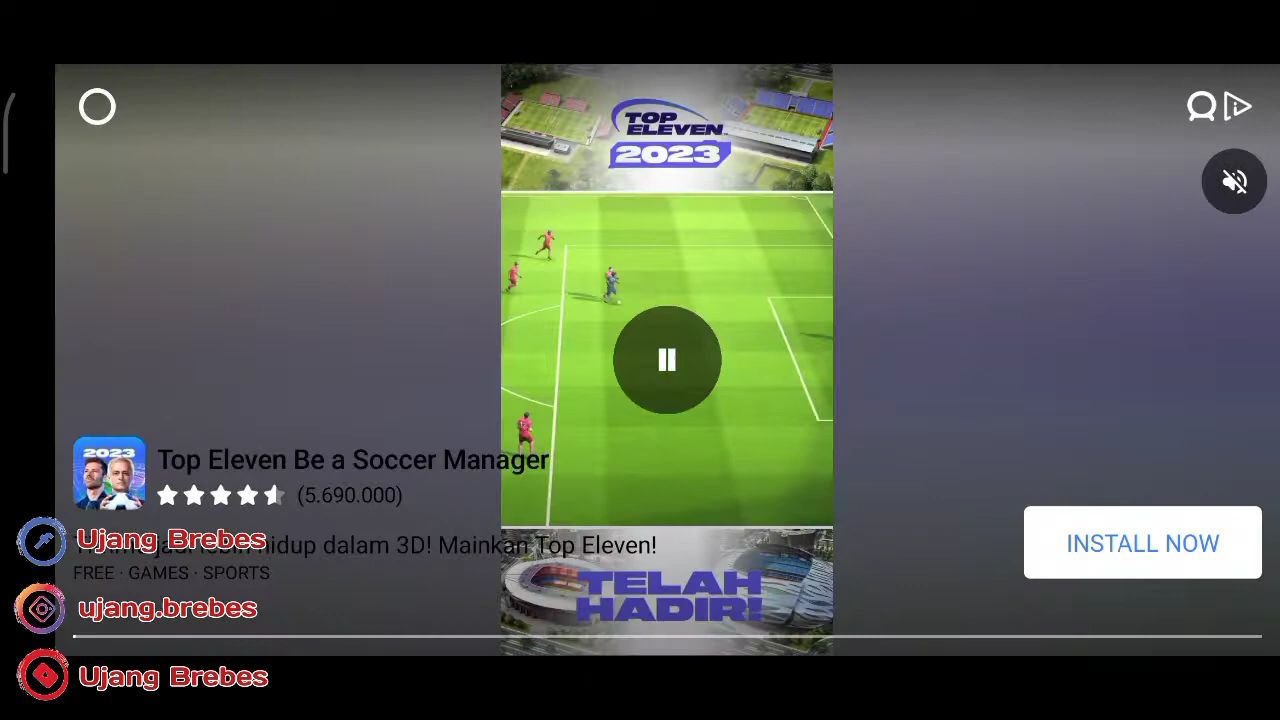 TOP
ELEVEN
2023
2023
Top Eleven Be a Soccer Manager
(5.690.000)
Ujang Brebes
hidup dalam 3D! Mainkan Top Eleven!
FREE · GAMES · SPORTS
INSTALL NOW
TELAH
HADIR!
ujang.brebes
Ujang Brebes